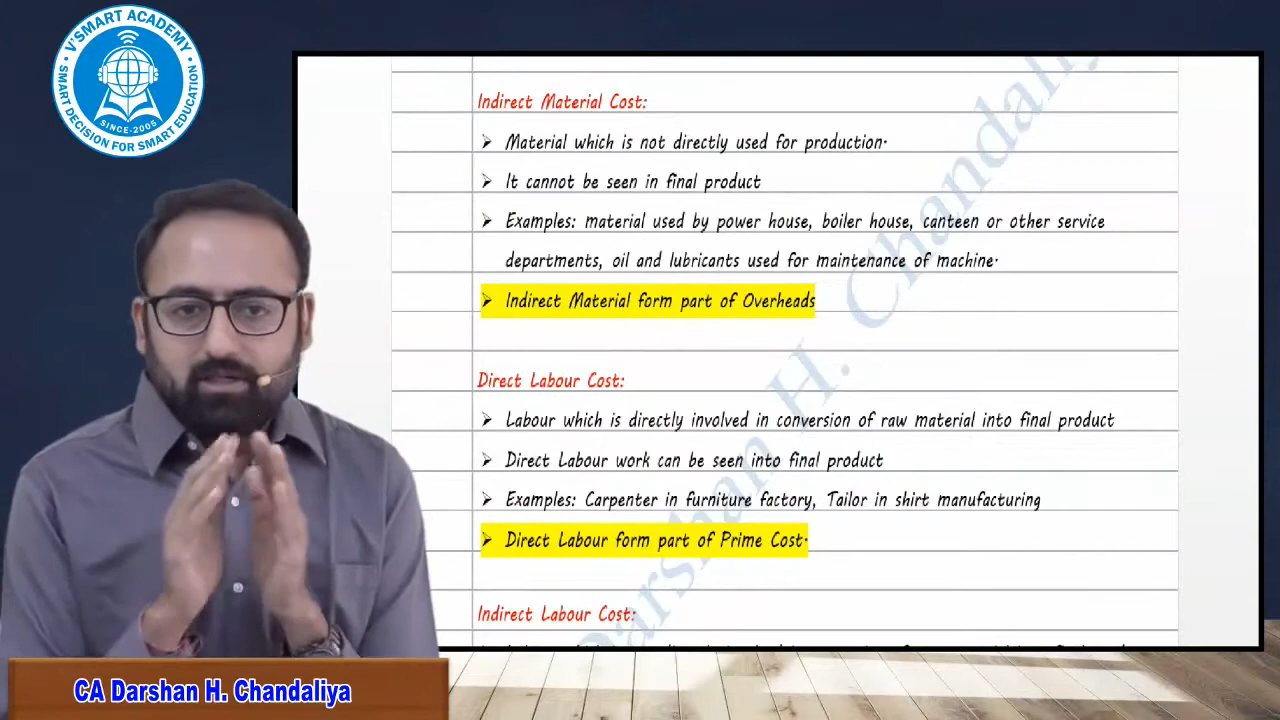 V'SMART ACADEMY
SINCE-2005
SMART DECISION FOR SMART EDUCATION
Indirect Material Cost:
➢ Material which is not directly used for production.
➢ It cannot be seen in final product
➢ Examples: material used by power house, boiler house, canteen or other service
departments, oil and lubricants used for maintenance of machine.
➢ Indirect Material form part of Overheads
Direct Labour Cost:
➢ Labour which is directly involved in conversion of raw material into final product
➢ Direct Labour work can be seen into final product
➢ Examples: Carpenter in furniture factory, Tailor in shirt manufacturing
➢ Direct Labour form part of Prime Cost.
Indirect Labour Cost:
Darshan H. Chandaliy
CA Darshan H. Chandaliya